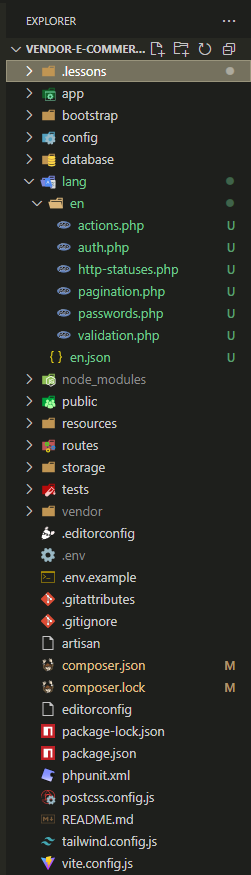 EXPLORER
VENDOR-E-COMMER...
.lessons
app
bootstrap
config
database
lang
en
actions.php U
auth.php U
http-statuses.php U
pagination.php U
passwords.php U
validation.php U
{ } en.json U
node_modules
public
resources
routes
storage
tests
vendor
.editorconfig
.env
.env.example
.gitattributes
.gitignore
artisan
composer.json M
composer.lock M
editorconfig
package-lock.json
package.json
phpunit.xml
postcss.config.js
README.md
tailwind.config.js
vite.config.js